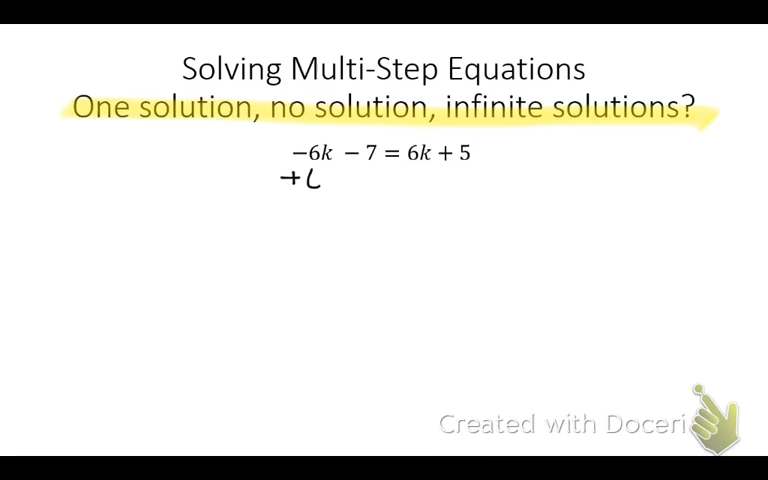 Solving Multi-Step Equations
One solution, no solution, infinite solutions?
−6k − 7 = 6k + 5
+
Created with Doceri